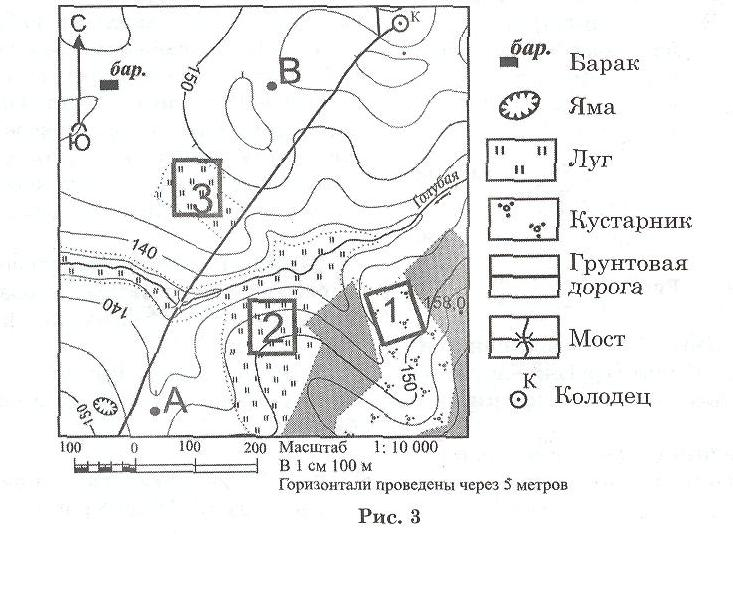 С
бар.
Ю
150
В
К
3
Голубая
140
140
2
1
158.0
150
150
А
бар.
Барак
Яма
Луг
Кустарник
Грунтовая
дорога
Мост
К
Колодец
100 0 100 200
Масштаб 1: 10 000
В 1 см 100 м
Горизонтали проведены через 5 метров
Рис. 3